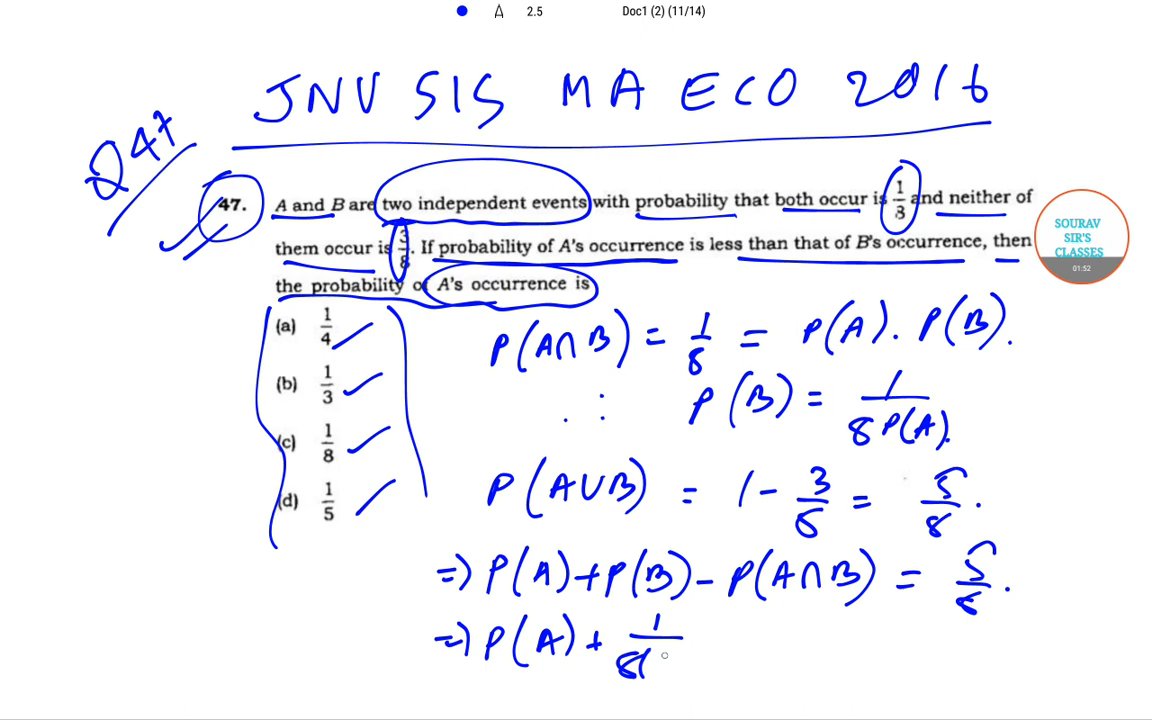 Δ 2.5 Doc1 (2) (11/14)
JNU SIS MA ECO 2016
Q47
47. A and B are two independent events with probability that both occur is 1/8 and neither of
them occur is 3/8. If probability of A's occurrence is less than that of B's occurrence, then
the probability of A's occurrence is
SOURAV
SIR'S
CLASSES
01:52
(a) 1/4
(b) 1/3
(c) 1/8
(d) 1/5
P(A∩B) = 1/8 = P(A). P(B).
∴ P(B) = 1/8P(A).
P(AUB) = 1 - 3/8 = 5/8.
=> P(A)+P(B)-P(A∩B) = 5/8.
=> P(A)+ 1/8(